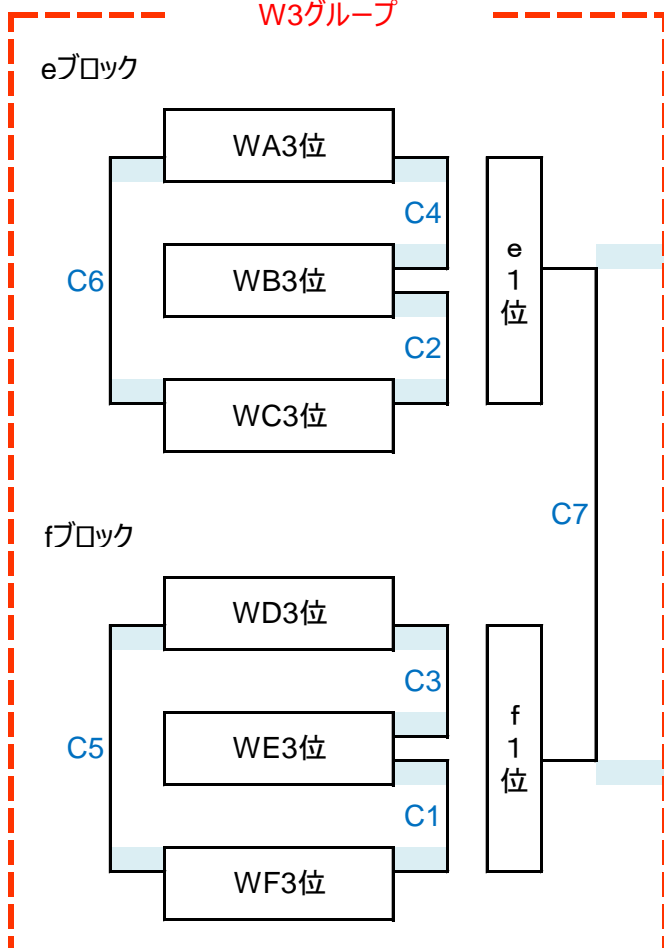 W3グループ
eブロック
WA3位
C4
WB3位
C6
C2
WC3位
e1位
C7
fブロック
WD3位
C3
WE3位
C5
C1
WF3位
f1位